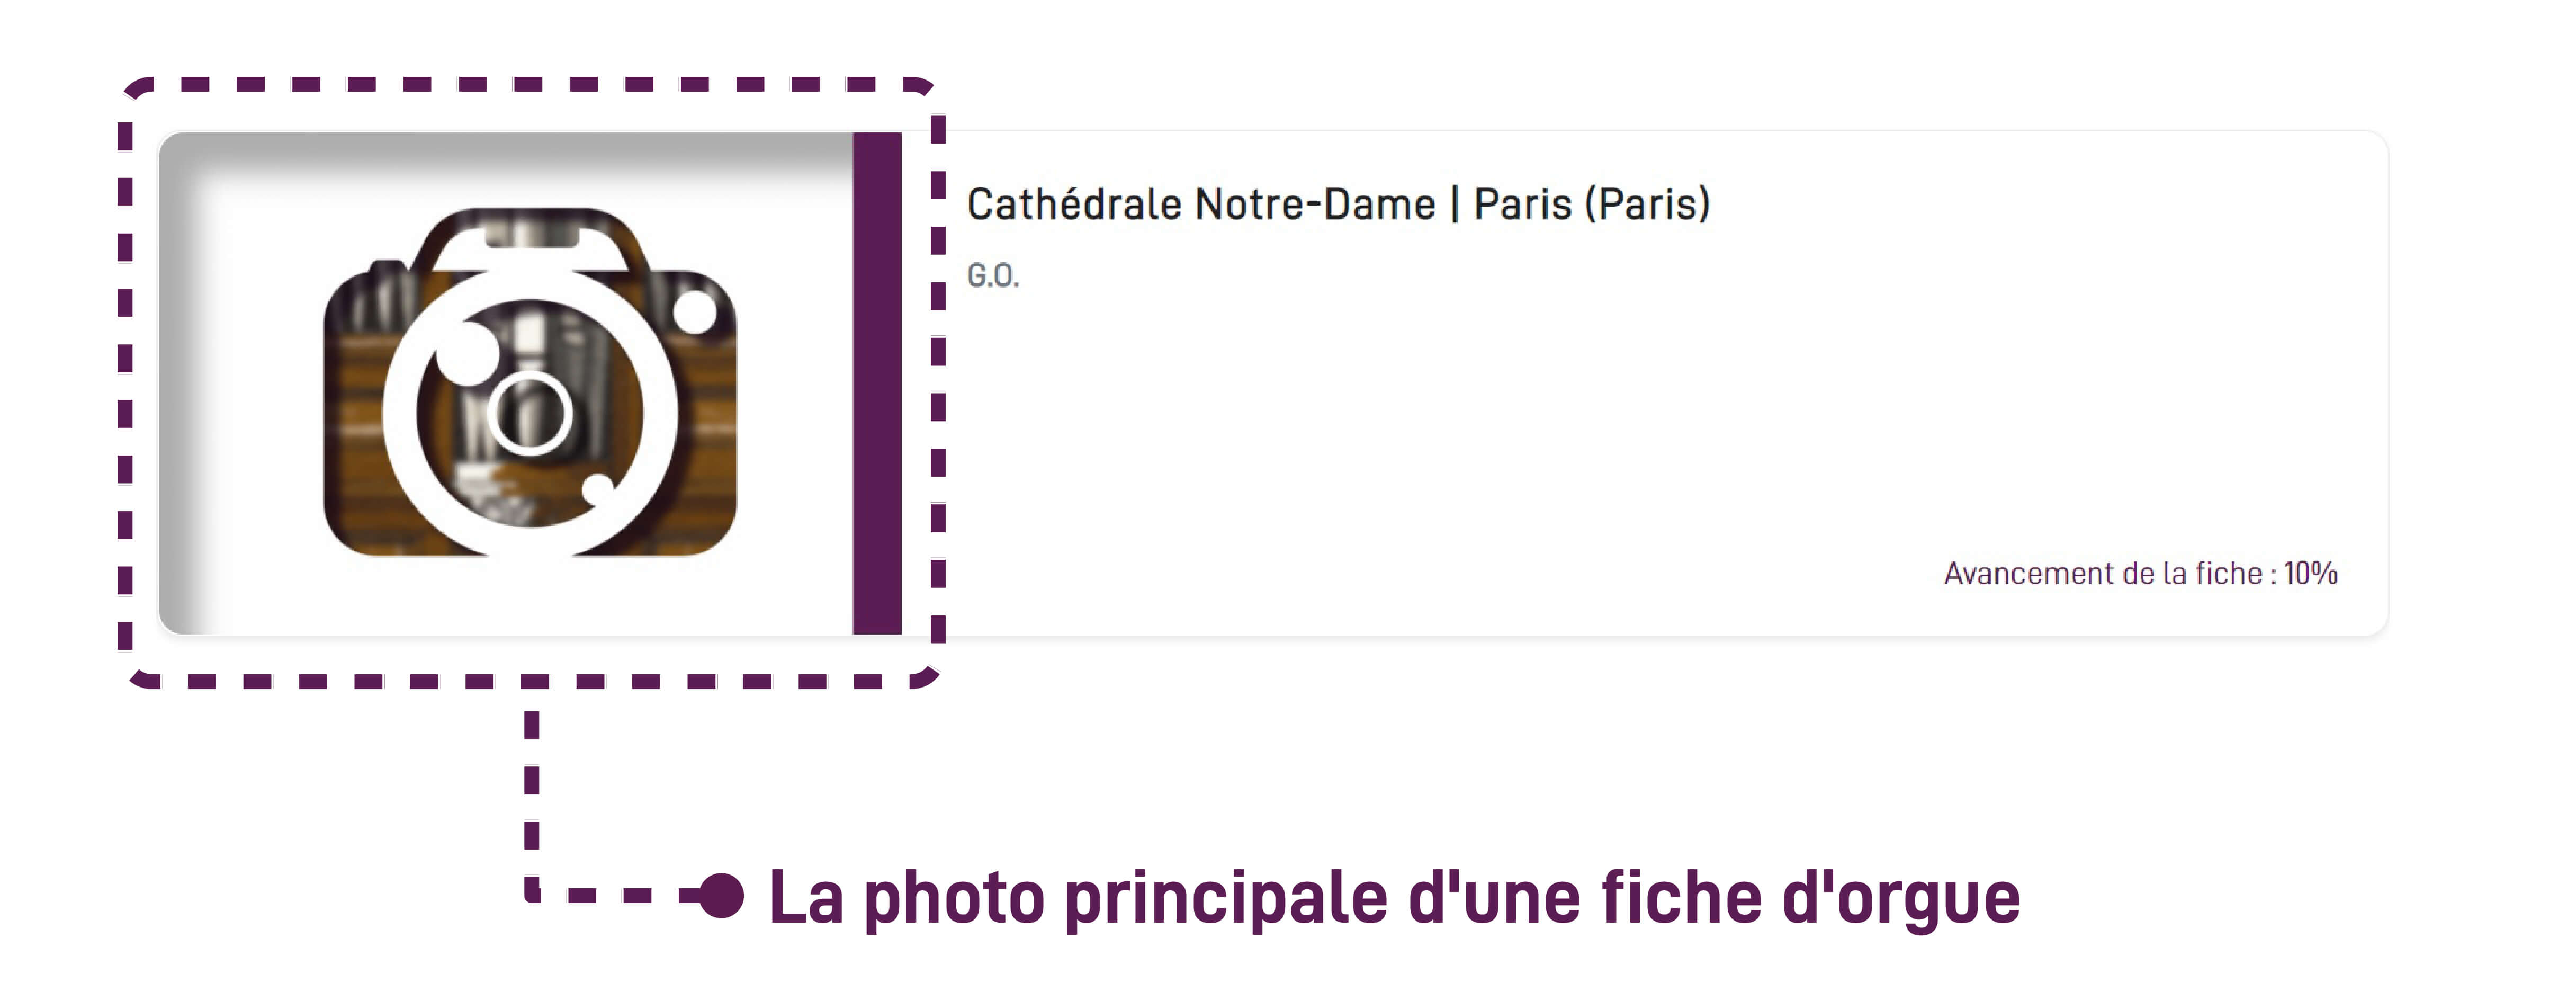 Cathédrale Notre-Dame | Paris (Paris)
G.O.
Avancement de la fiche : 10%
La photo principale d'une fiche d'orgue